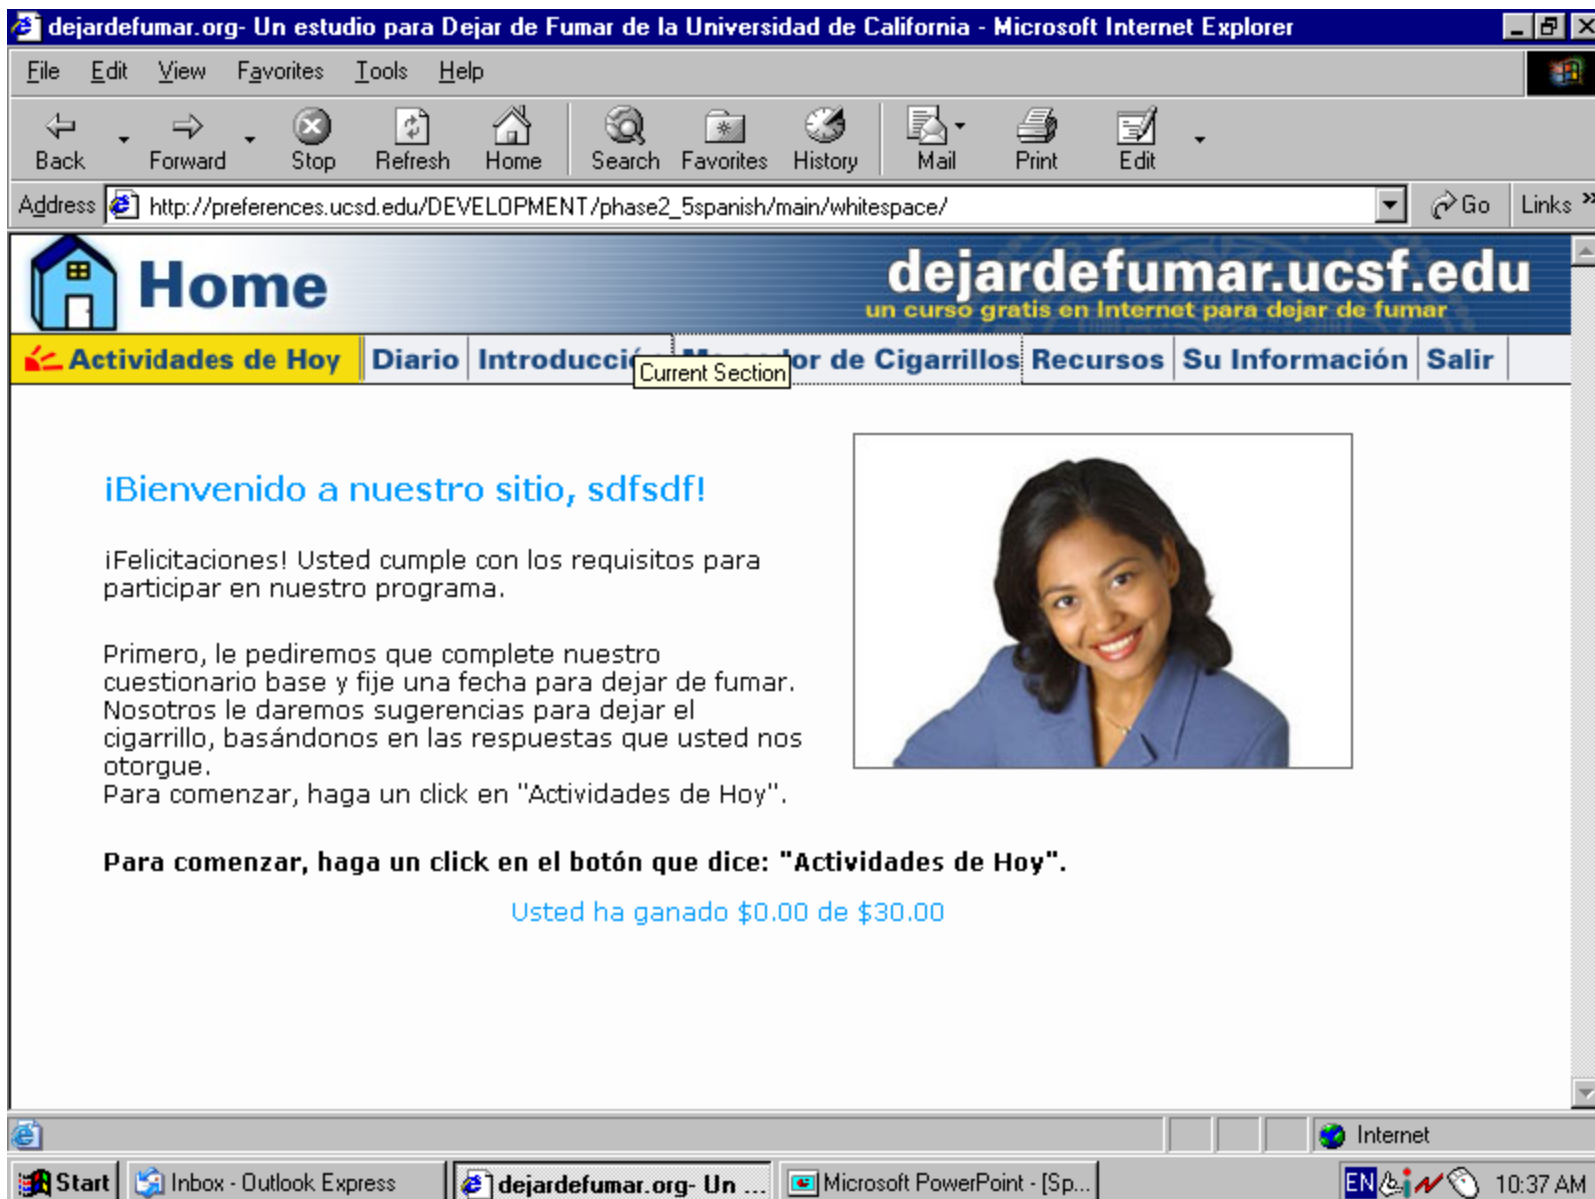 dejardefumar.org- Un estudio para Dejar de Fumar de la Universidad de California - Microsoft Internet Explorer
File Edit View Favorites Tools Help
Back Forward Stop Refresh Home Search Favorites History Mail Print Edit
Address http://preferences.ucsd.edu/DEVELOPMENT/phase2_5spanish/main/whitespace/ Go Links »
Home
dejardefumar.ucsf.edu
un curso gratis en Internet para dejar de fumar
Actividades de Hoy Diario Introducción de Cigarrillos Recursos Su Información Salir
Current Section
¡Bienvenido a nuestro sitio, sdfsdf!
¡Felicitaciones! Usted cumple con los requisitos para
participar en nuestro programa.
Primero, le pediremos que complete nuestro
cuestionario base y fije una fecha para dejar de fumar.
Nosotros le daremos sugerencias para dejar el
cigarrillo, basándonos en las respuestas que usted nos
otorgue.
Para comenzar, haga un click en "Actividades de Hoy".
Para comenzar, haga un click en el botón que dice: "Actividades de Hoy".
Usted ha ganado $0.00 de $30.00
Internet
Start Inbox - Outlook Express dejardefumar.org- Un ... Microsoft PowerPoint - [Sp... EN 10:37 AM